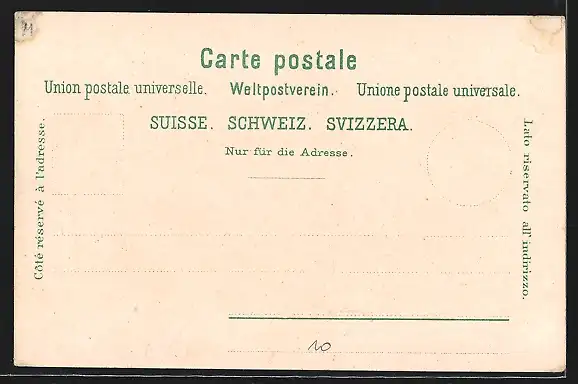 Carte postale
Union postale universelle. Weltpostverein. Unione postale universale.
SUISSE. SCHWEIZ. SVIZZERA.
Nur für die Adresse.
Côté réservé à l'adresse.
Lato riservato all' indirizzo.
10